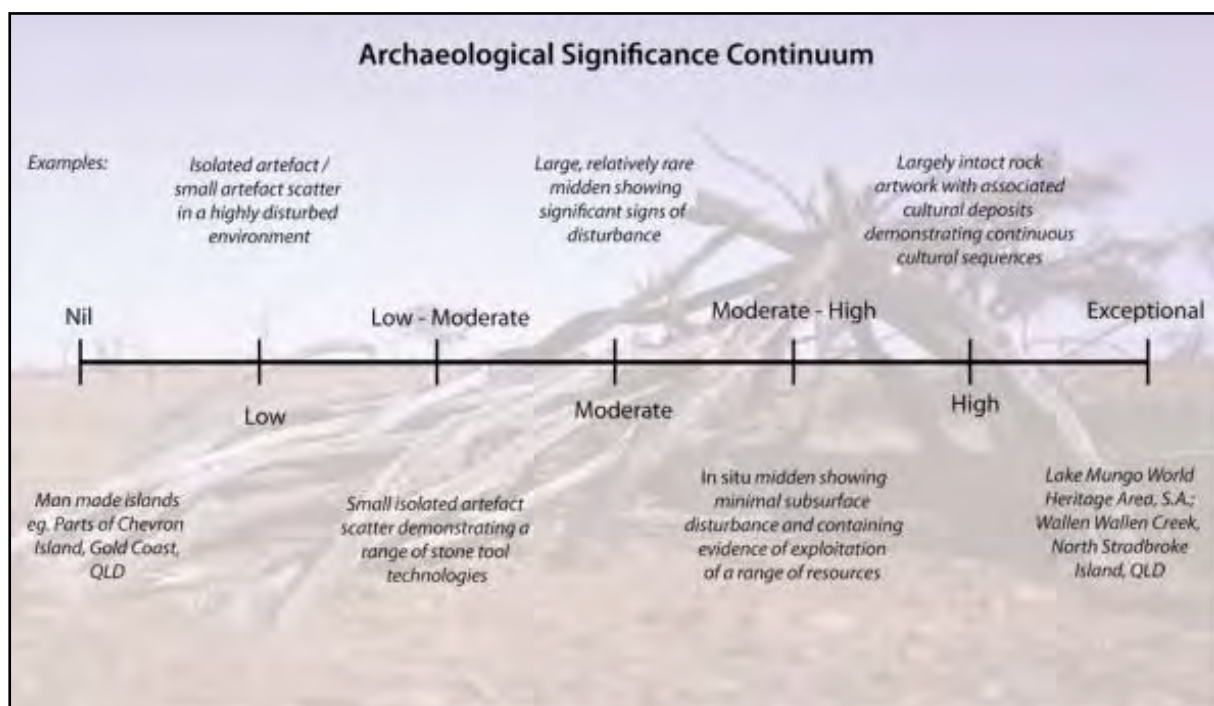 Archaeological Significance Continuum
Examples:
Isolated artefact /
small artefact scatter
in a highly disturbed
environment
Large, relatively rare
midden showing
significant signs of
disturbance
Largely intact rock
artwork with associated
cultural deposits
demonstrating continuous
cultural sequences
Nil
Low - Moderate
Moderate - High
Exceptional
Low
Moderate
High
Man made islands
eg. Parts of Chevron
Island, Gold Coast,
QLD
Small isolated artefact
scatter demonstrating a
range of stone tool
technologies
In situ midden showing
minimal subsurface
disturbance and containing
evidence of exploitation
of a range of resources
Lake Mungo World
Heritage Area, S.A.;
Wallen Wallen Creek,
North Stradbroke
Island, QLD